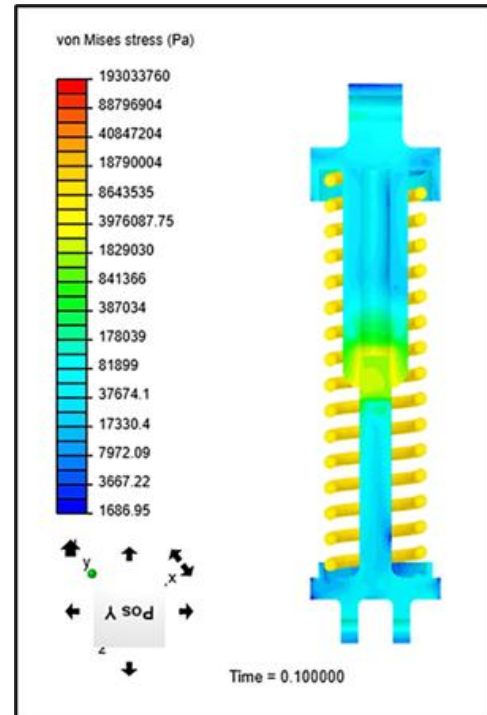 von Mises stress (Pa)
193033760
88796904
40847204
18790004
8643535
3976087.75
1829030
841366
387034
178039
81899
37674.1
17330.4
7972.09
3667.22
1686.95
y
x
Pos Y
z
Time = 0.100000